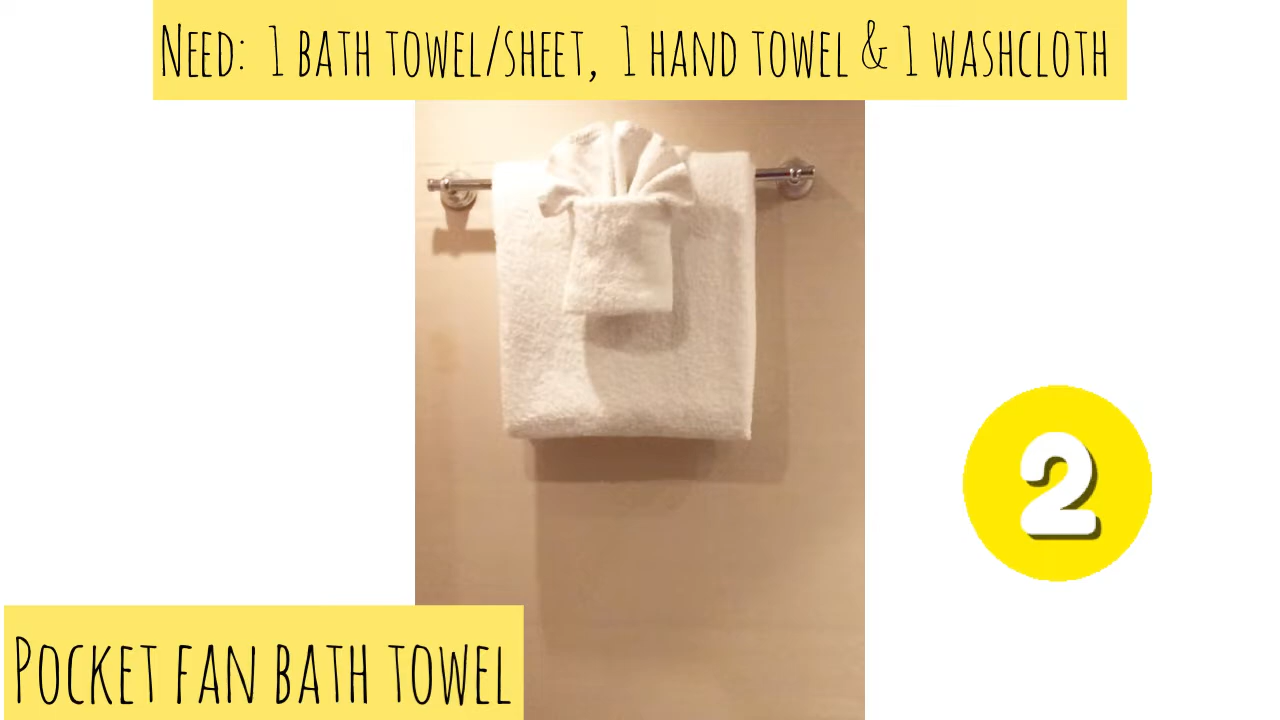 Need: 1 bath towel/sheet, 1 hand towel & 1 washcloth
2
Pocket fan bath towel